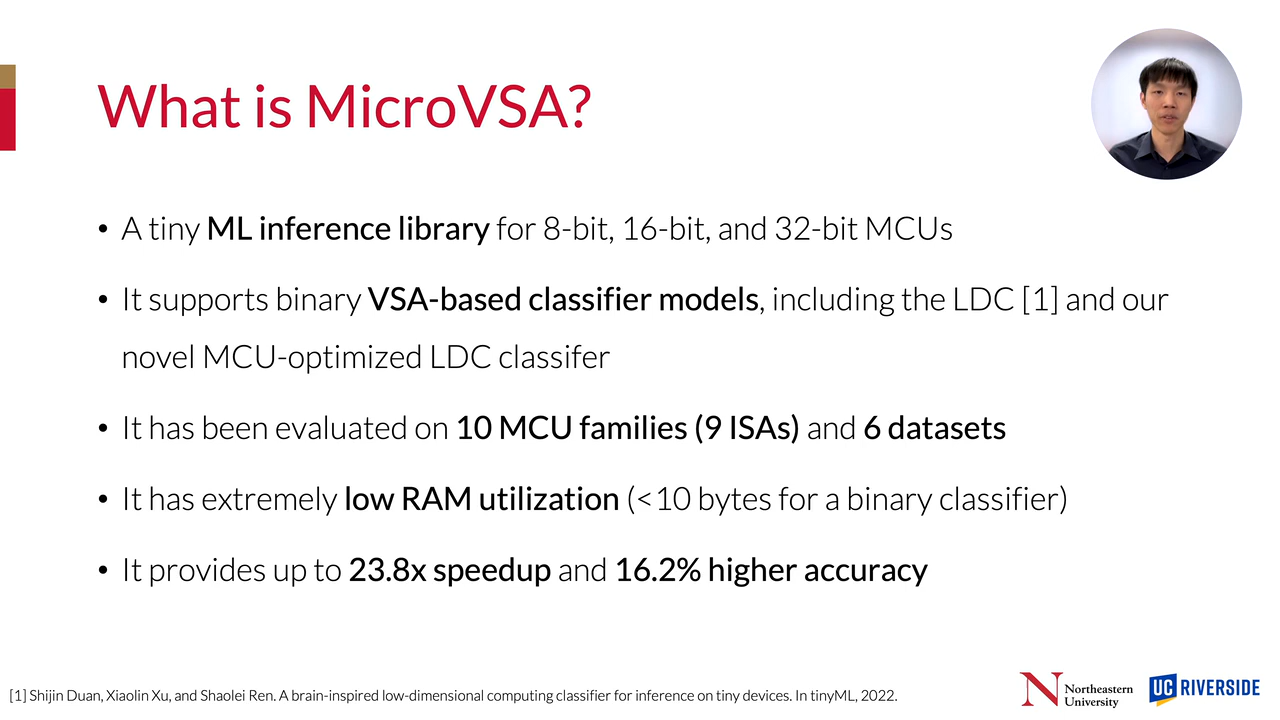 What is MicroVSA?
• A tiny ML inference library for 8-bit, 16-bit, and 32-bit MCUs
• It supports binary VSA-based classifier models, including the LDC [1] and our
novel MCU-optimized LDC classifer
• It has been evaluated on 10 MCU families (9 ISAs) and 6 datasets
• It has extremely low RAM utilization (<10 bytes for a binary classifier)
• It provides up to 23.8x speedup and 16.2% higher accuracy
[1] Shijin Duan, Xiaolin Xu, and Shaolei Ren. A brain-inspired low-dimensional computing classifier for inference on tiny devices. In tinyML, 2022.
N Northeastern
University
UC RIVERSIDE